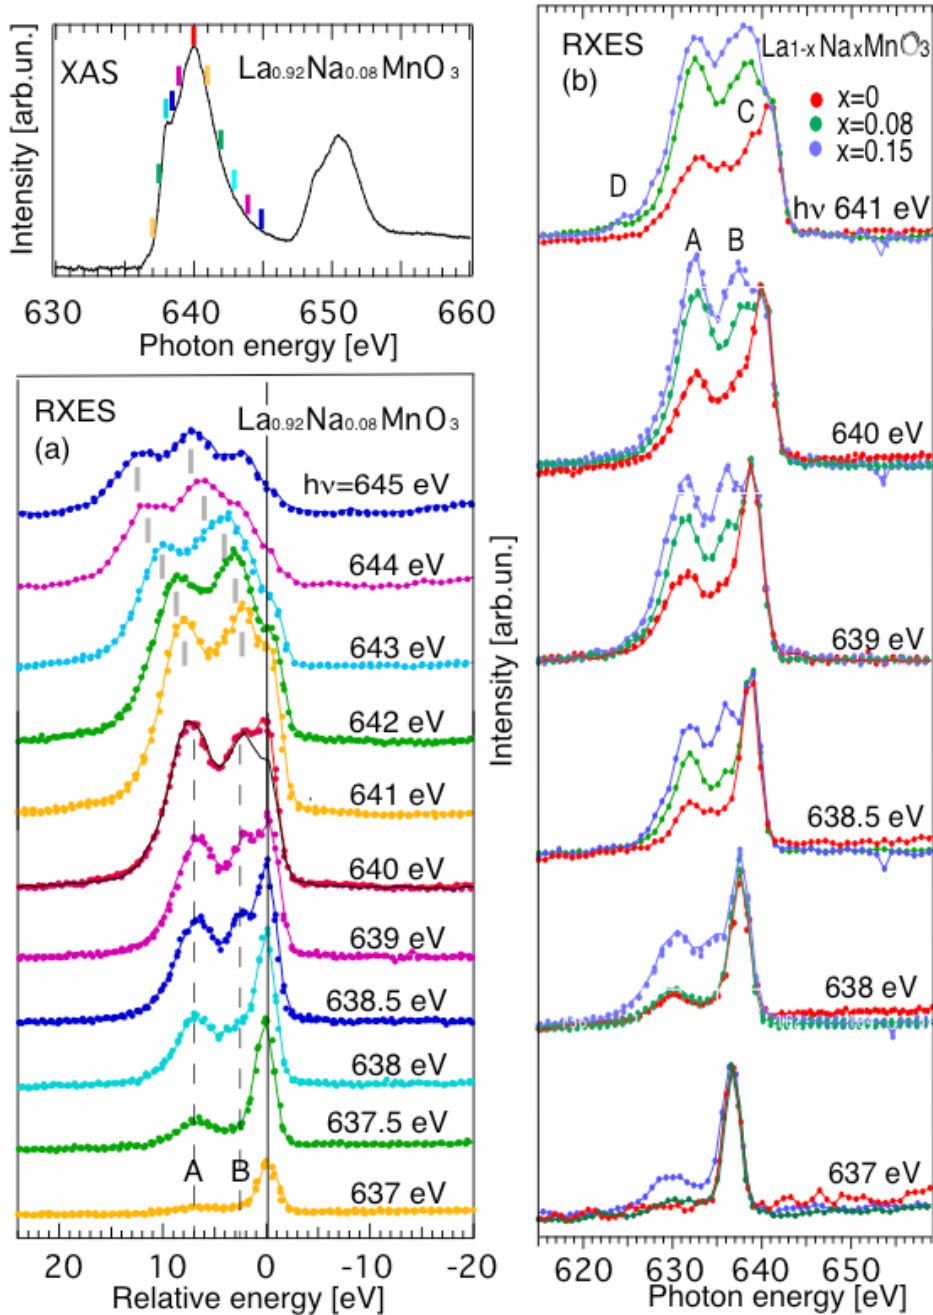 XAS
La0.92Na0.08MnO3
Intensity [arb.un.]
630
640
650
660
Photon energy [eV]
RXES
(a)
La0.92Na0.08MnO3
hν=645 eV
644 eV
643 eV
642 eV
641 eV
640 eV
639 eV
638.5 eV
638 eV
637.5 eV
A
B
637 eV
20
10
0
-10
-20
Relative energy [eV]
RXES
(b)
La1-xNaxMnO3
x=0
x=0.08
x=0.15
C
D
hν 641 eV
A
B
640 eV
639 eV
638.5 eV
638 eV
637 eV
Intensity [arb.un.]
620
630
640
650
Photon energy [eV]